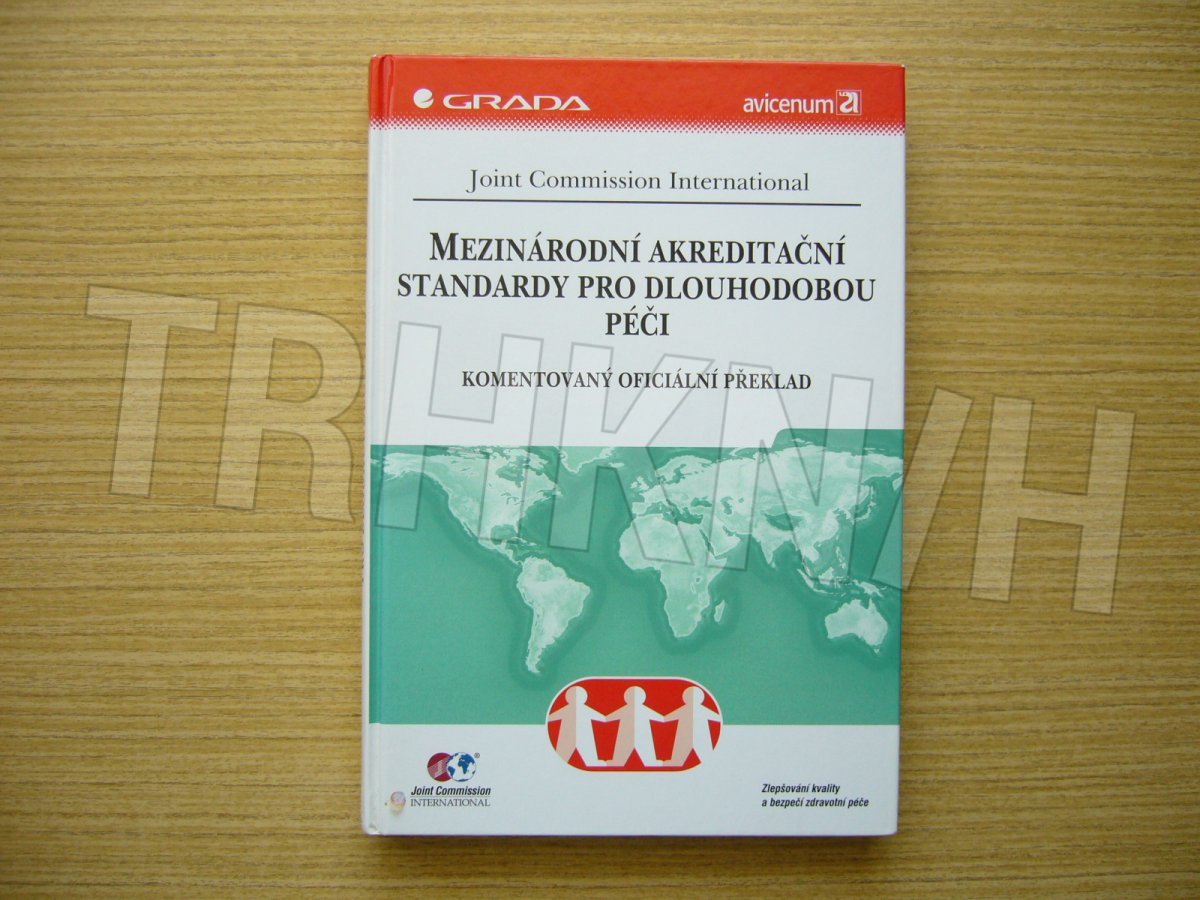 GRADA
avicenum
Joint Commission International
MEZINÁRODNÍ AKREDITAČNÍ
STANDARDY PRO DLOUHODOBOU
PÉČI
KOMENTOVANÝ OFICIÁLNÍ PŘEKLAD
TRHKNIH
Joint Commission
INTERNATIONAL
®
Zlepšování kvality
a bezpečí zdravotní péče